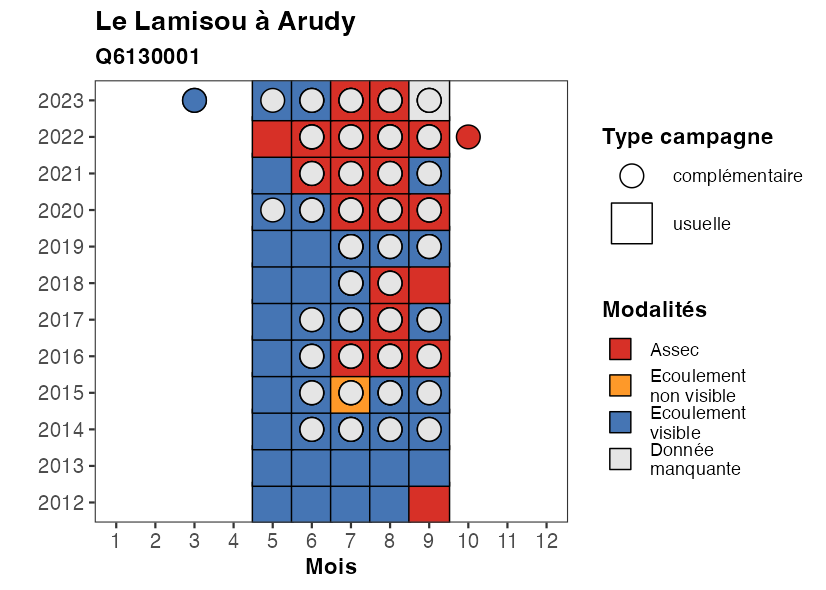 Le Lamisou à Arudy
Q6130001
2023
2022
2021
2020
2019
2018
2017
2016
2015
2014
2013
2012
1 2 3 4 5 6 7 8 9 10 11 12
Mois
Type campagne
complémentaire
usuelle
Modalités
Assec
Ecoulement
non visible
Ecoulement
visible
Donnée
manquante